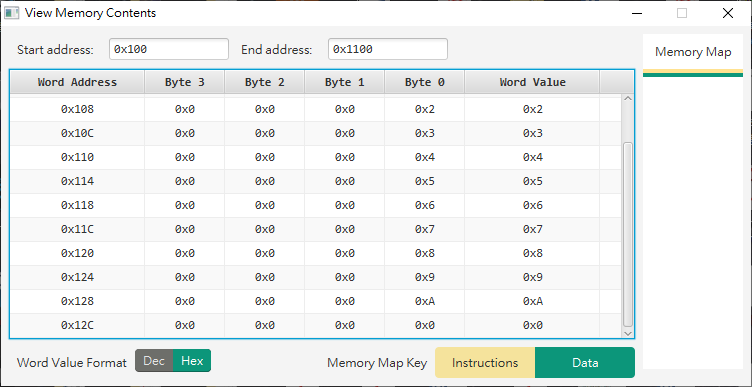 View Memory Contents
Start address: 0x100 End address: 0x1100 Memory Map
Word Address Byte 3 Byte 2 Byte 1 Byte 0 Word Value
0x108 0x0 0x0 0x0 0x2 0x2
0x10C 0x0 0x0 0x0 0x3 0x3
0x110 0x0 0x0 0x0 0x4 0x4
0x114 0x0 0x0 0x0 0x5 0x5
0x118 0x0 0x0 0x0 0x6 0x6
0x11C 0x0 0x0 0x0 0x7 0x7
0x120 0x0 0x0 0x0 0x8 0x8
0x124 0x0 0x0 0x0 0x9 0x9
0x128 0x0 0x0 0x0 0xA 0xA
0x12C 0x0 0x0 0x0 0x0 0x0
Word Value Format Dec Hex Memory Map Key Instructions Data